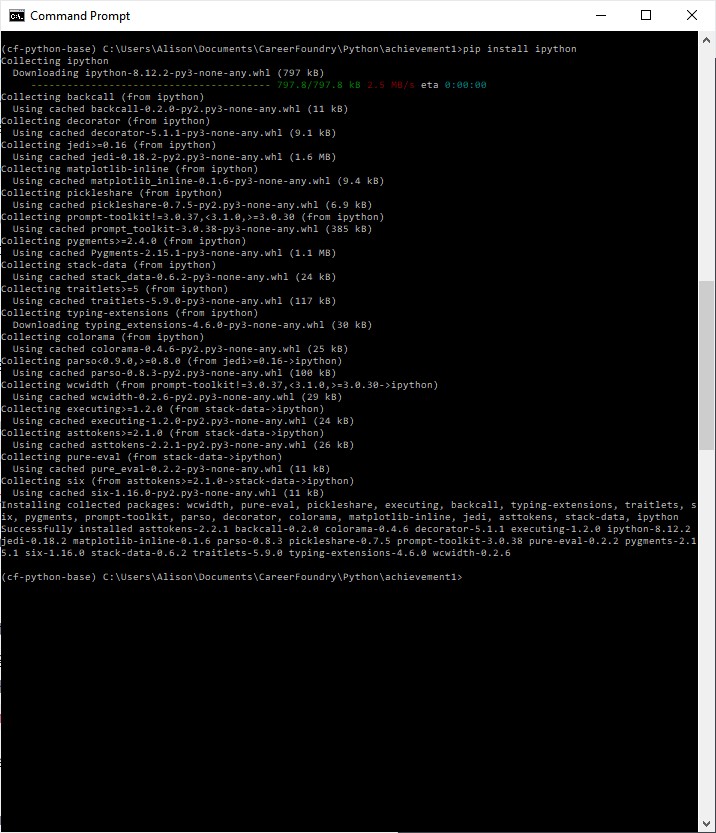 Command Prompt
(cf-python-base) C:\Users\Alison\Documents\CareerFoundry\Python\achievement1>pip install ipython
Collecting ipython
  Downloading ipython-8.12.2-py3-none-any.whl (797 kB)
     ---------------------------------------- 797.8/797.8 kB 2.5 MB/s eta 0:00:00
Collecting backcall (from ipython)
  Using cached backcall-0.2.0-py2.py3-none-any.whl (11 kB)
Collecting decorator (from ipython)
  Using cached decorator-5.1.1-py3-none-any.whl (9.1 kB)
Collecting jedi>=0.16 (from ipython)
  Using cached jedi-0.18.2-py2.py3-none-any.whl (1.6 MB)
Collecting matplotlib-inline (from ipython)
  Using cached matplotlib_inline-0.1.6-py3-none-any.whl (9.4 kB)
Collecting pickleshare (from ipython)
  Using cached pickleshare-0.7.5-py2.py3-none-any.whl (6.9 kB)
Collecting prompt-toolkit!=3.0.37,<3.1.0,>=3.0.30 (from ipython)
  Using cached prompt_toolkit-3.0.38-py3-none-any.whl (385 kB)
Collecting pygments>=2.4.0 (from ipython)
  Using cached Pygments-2.15.1-py3-none-any.whl (1.1 MB)
Collecting stack-data (from ipython)
  Using cached stack_data-0.6.2-py3-none-any.whl (24 kB)
Collecting traitlets>=5 (from ipython)
  Using cached traitlets-5.9.0-py3-none-any.whl (117 kB)
Collecting typing-extensions (from ipython)
  Downloading typing_extensions-4.6.0-py3-none-any.whl (30 kB)
Collecting colorama (from ipython)
  Using cached colorama-0.4.6-py2.py3-none-any.whl (25 kB)
Collecting parso<0.9.0,>=0.8.0 (from jedi>=0.16->ipython)
  Using cached parso-0.8.3-py2.py3-none-any.whl (100 kB)
Collecting wcwidth (from prompt-toolkit!=3.0.37,<3.1.0,>=3.0.30->ipython)
  Using cached wcwidth-0.2.6-py2.py3-none-any.whl (29 kB)
Collecting executing>=1.2.0 (from stack-data->ipython)
  Using cached executing-1.2.0-py2.py3-none-any.whl (24 kB)
Collecting asttokens>=2.1.0 (from stack-data->ipython)
  Using cached asttokens-2.2.1-py2.py3-none-any.whl (26 kB)
Collecting pure-eval (from stack-data->ipython)
  Using cached pure_eval-0.2.2-py3-none-any.whl (11 kB)
Collecting six (from asttokens>=2.1.0->stack-data->ipython)
  Using cached six-1.16.0-py2.py3-none-any.whl (11 kB)
Installing collected packages: wcwidth, pure-eval, pickleshare, executing, backcall, typing-extensions, traitlets, s
ix, pygments, prompt-toolkit, parso, decorator, colorama, matplotlib-inline, jedi, asttokens, stack-data, ipython
Successfully installed asttokens-2.2.1 backcall-0.2.0 colorama-0.4.6 decorator-5.1.1 executing-1.2.0 ipython-8.12.2
jedi-0.18.2 matplotlib-inline-0.1.6 parso-0.8.3 pickleshare-0.7.5 prompt-toolkit-3.0.38 pure-eval-0.2.2 pygments-2.1
5.1 six-1.16.0 stack-data-0.6.2 traitlets-5.9.0 typing-extensions-4.6.0 wcwidth-0.2.6
(cf-python-base) C:\Users\Alison\Documents\CareerFoundry\Python\achievement1>